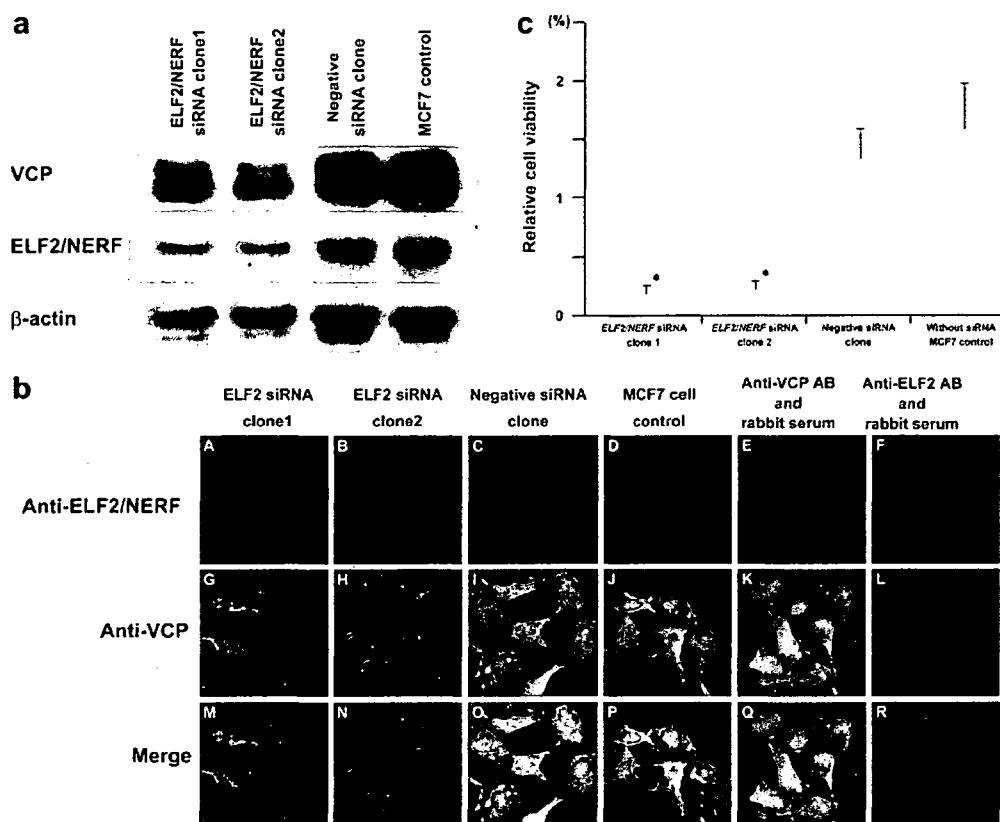 a
ELF2/NERF
siRNA clone1
ELF2/NERF
siRNA clone2
Negative
siRNA clone
MCF7 control
VCP
ELF2/NERF
β-actin
c
(%)
2
1
0
Relative cell viability
*
*
ELF2/NERF siRNA
clone 1
ELF2/NERF siRNA
clone 2
Negative siRNA
clone
Without siRNA
MCF7 control
b
ELF2 siRNA
clone1
ELF2 siRNA
clone2
Negative siRNA
clone
MCF7 cell
control
Anti-VCP AB
and
rabbit serum
Anti-ELF2 AB
and
rabbit serum
Anti-ELF2/NERF
A B C D E F
Anti-VCP
G H I J K L
Merge
M N O P Q R